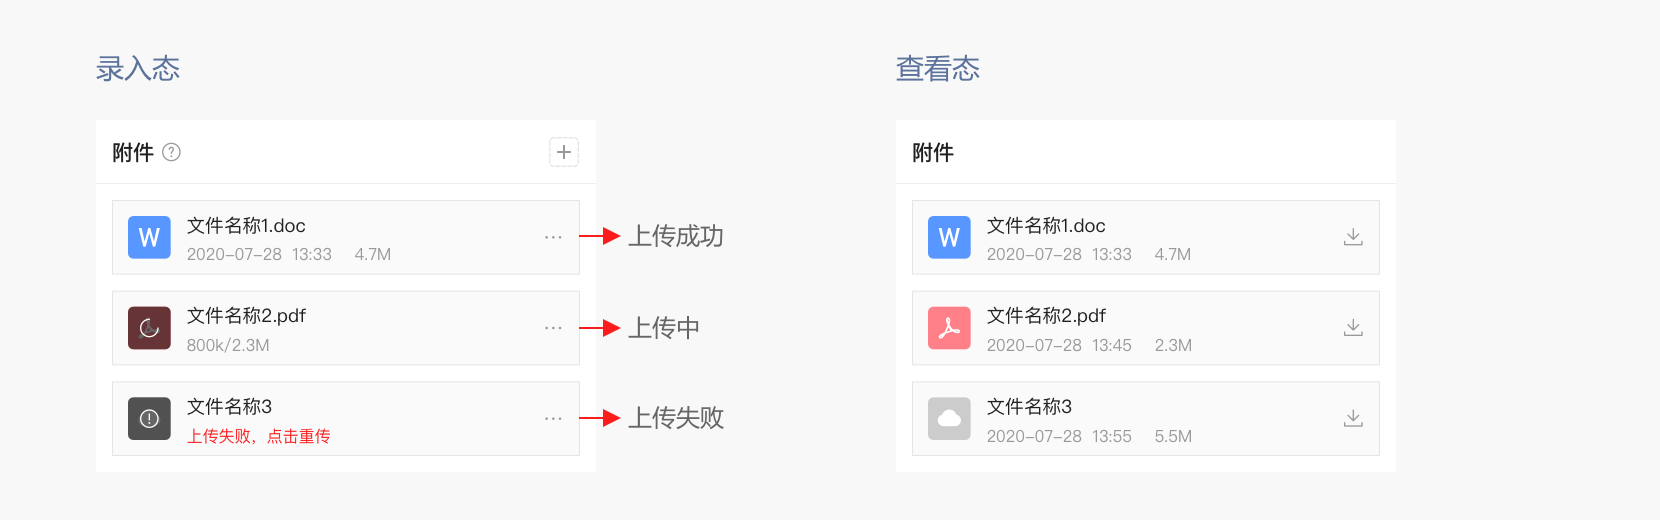 录入态
附件 ?
W 文件名称1.doc
2020-07-28 13:33 4.7M
上传成功
文件名称2.pdf
800k/2.3M
上传中
文件名称3
上传失败，点击重传
上传失败
查看态
附件
W 文件名称1.doc
2020-07-28 13:33 4.7M
文件名称2.pdf
2020-07-28 13:45 2.3M
文件名称3
2020-07-28 13:55 5.5M